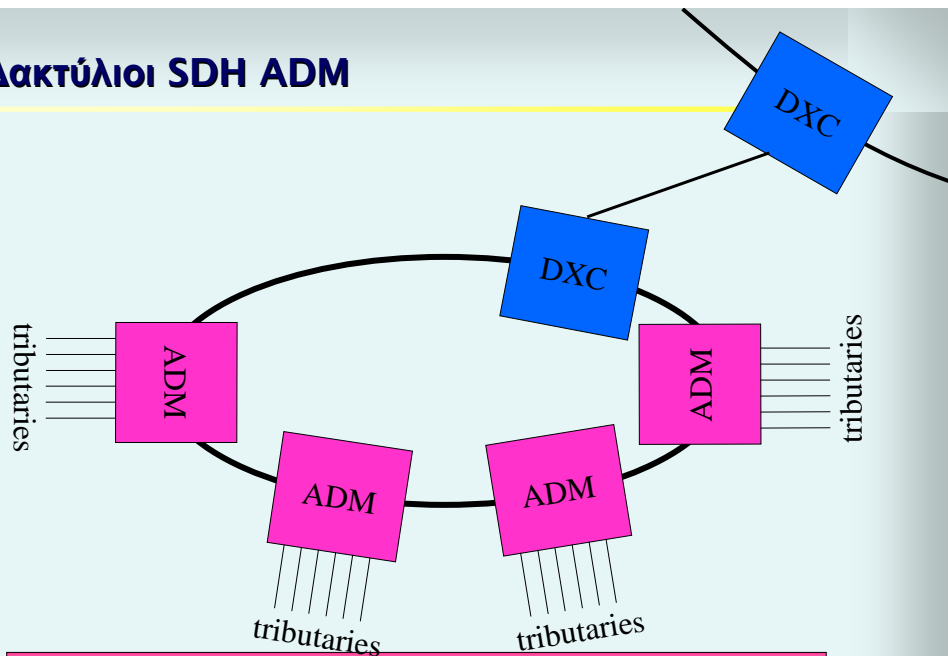 Δακτύλιοι SDH ADM
DXC
DXC
tributaries
ADM
ADM
tributaries
ADM
ADM
tributaries
tributaries